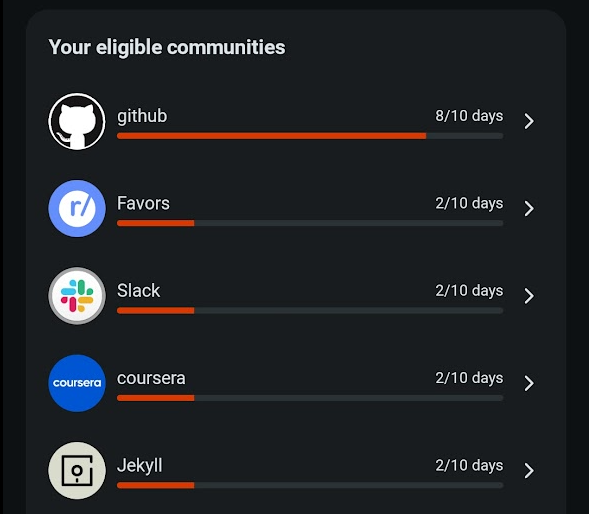 Your eligible communities
github 8/10 days
r/ Favors 2/10 days
Slack 2/10 days
coursera coursera 2/10 days
Jekyll 2/10 days